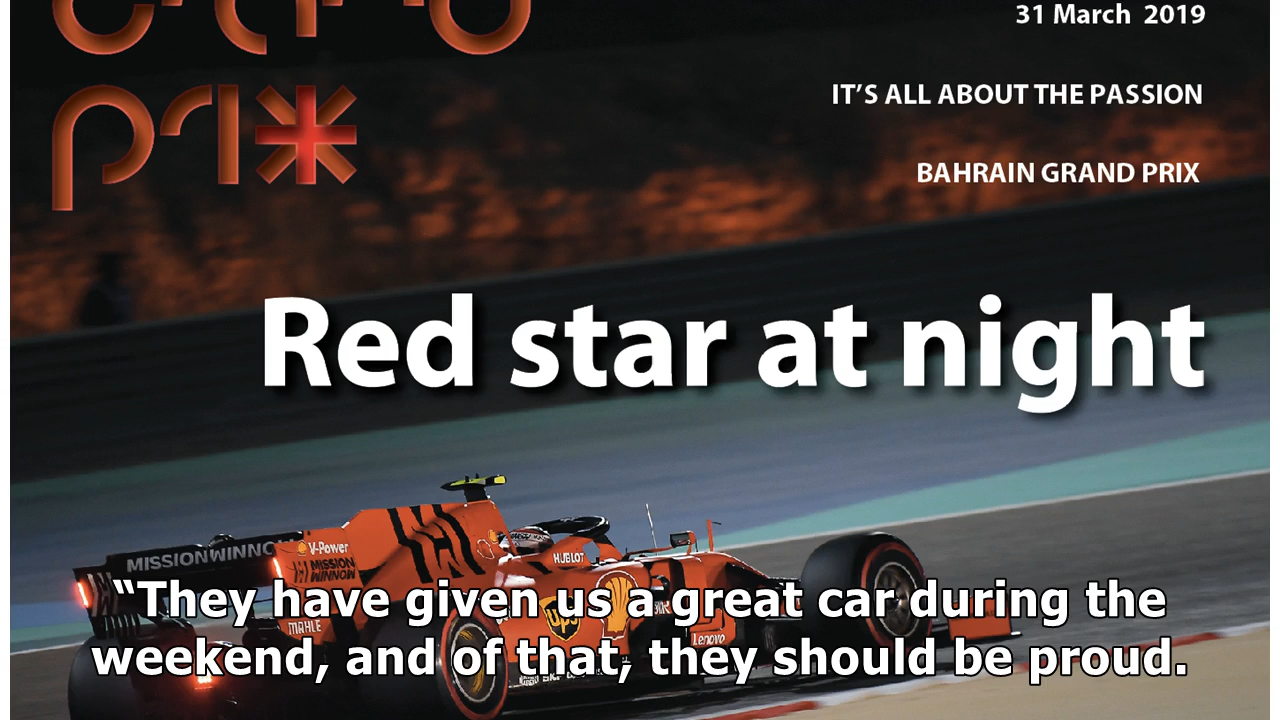 grand
31 March 2019
prix
IT’S ALL ABOUT THE PASSION
BAHRAIN GRAND PRIX
Red star at night
MISSIONWINNOW
V-Power
MISSION
WINNOW
HUBLOT
MAHLE
ups
Lenovo
“They have given us a great car during the
weekend, and of that, they should be proud.